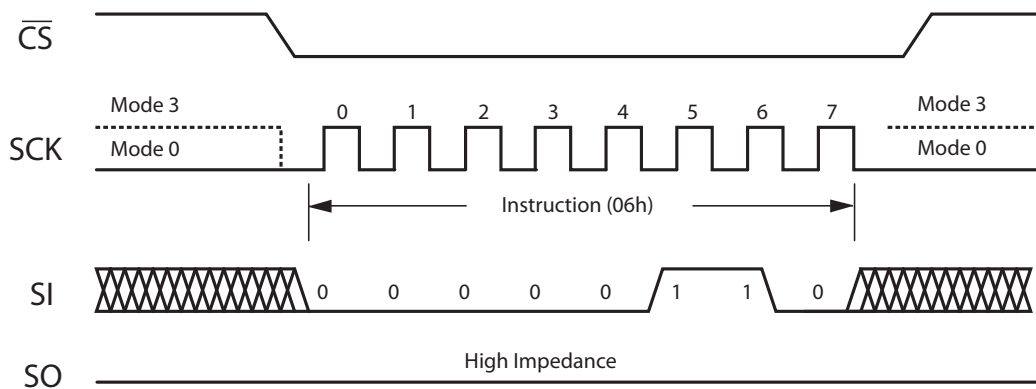 CS
Mode 3
0 1 2 3 4 5 6 7
Mode 3
SCK
Mode 0
Mode 0
Instruction (06h)
SI
0 0 0 0 0 1 1 0
High Impedance
SO